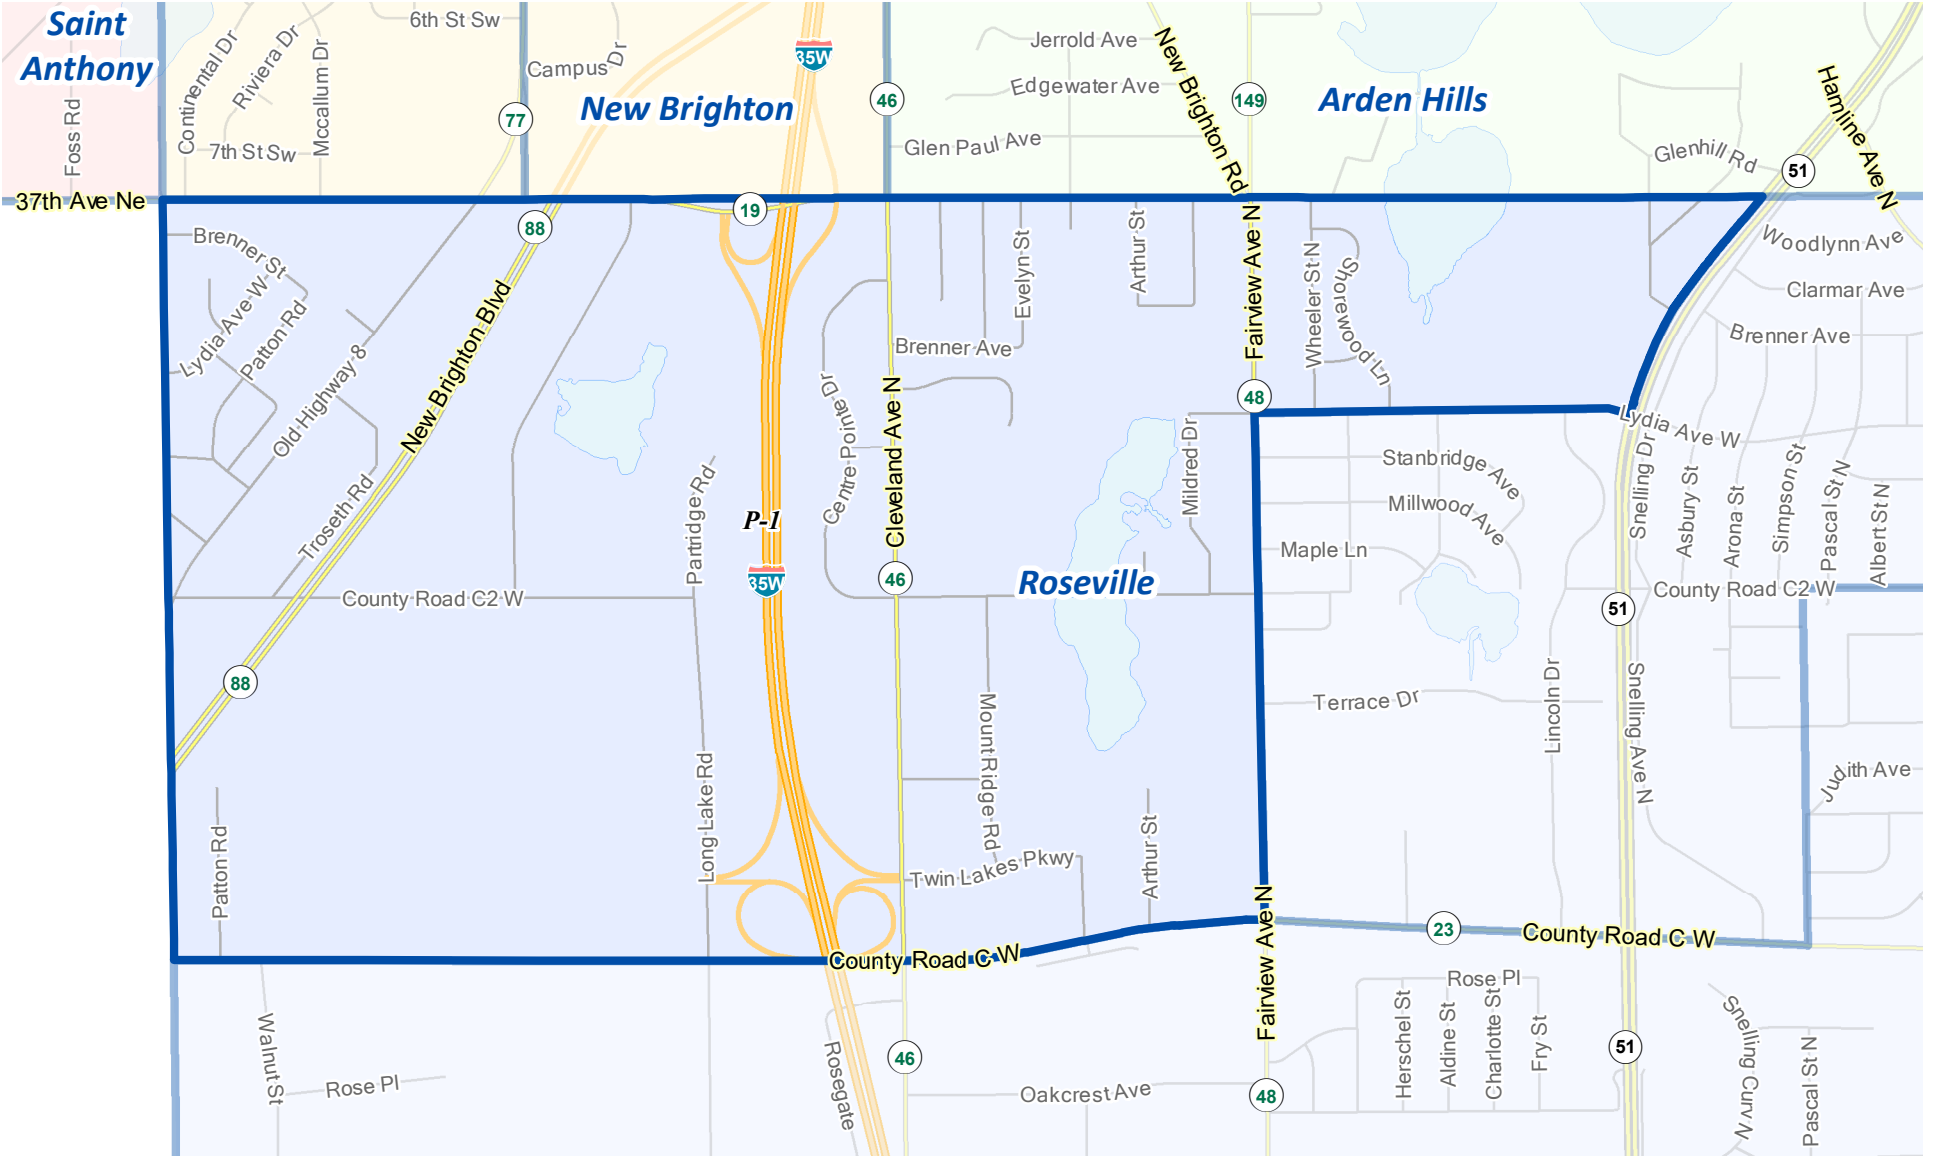 Saint
Anthony
6th St Sw
Continental Dr
Riviera Dr
Mccallum Dr
Campus Dr
35W
Jerrold Ave
Edgewater Ave
New Brighton Rd
Arden Hills
Hamline Ave N
New Brighton
77
46
149
Foss Rd
7th St Sw
Glen Paul Ave
Glenhill Rd
51
37th Ave Ne
19
88
Brenner St
Lydia Ave W
Patton Rd
Old Highway 8
New Brighton Blvd
Evelyn St
Arthur St
Fairview Ave N
Wheeler St N
Shorewood Ln
Woodlynn Ave
Clarmar Ave
Brenner Ave
Brenner Ave
48
Centre Pointe Dr
Cleveland Ave N
Mildred Dr
Lydia Ave W
Stanbridge Ave
Millwood Ave
Maple Ln
Snelling Dr
Asbury St
Arona St
Simpson St
Pascal St N
Albert St N
Troseth Rd
Partridge Rd
P-1
35W
46
Roseville
County Road C2 W
County Road C2 W
51
88
Terrace Dr
Lincoln Dr
Snelling Ave N
Mount Ridge Rd
Judith Ave
Patton Rd
Long Lake Rd
Twin Lakes Pkwy
Arthur St
County Road C W
Fairview Ave N
23
County Road C W
Walnut St
Rose Pl
Rosegate
46
Oakcrest Ave
48
Rose Pl
Herschel St
Aldine St
Charlotte St
Fry St
51
Snelling Curv N
Pascal St N